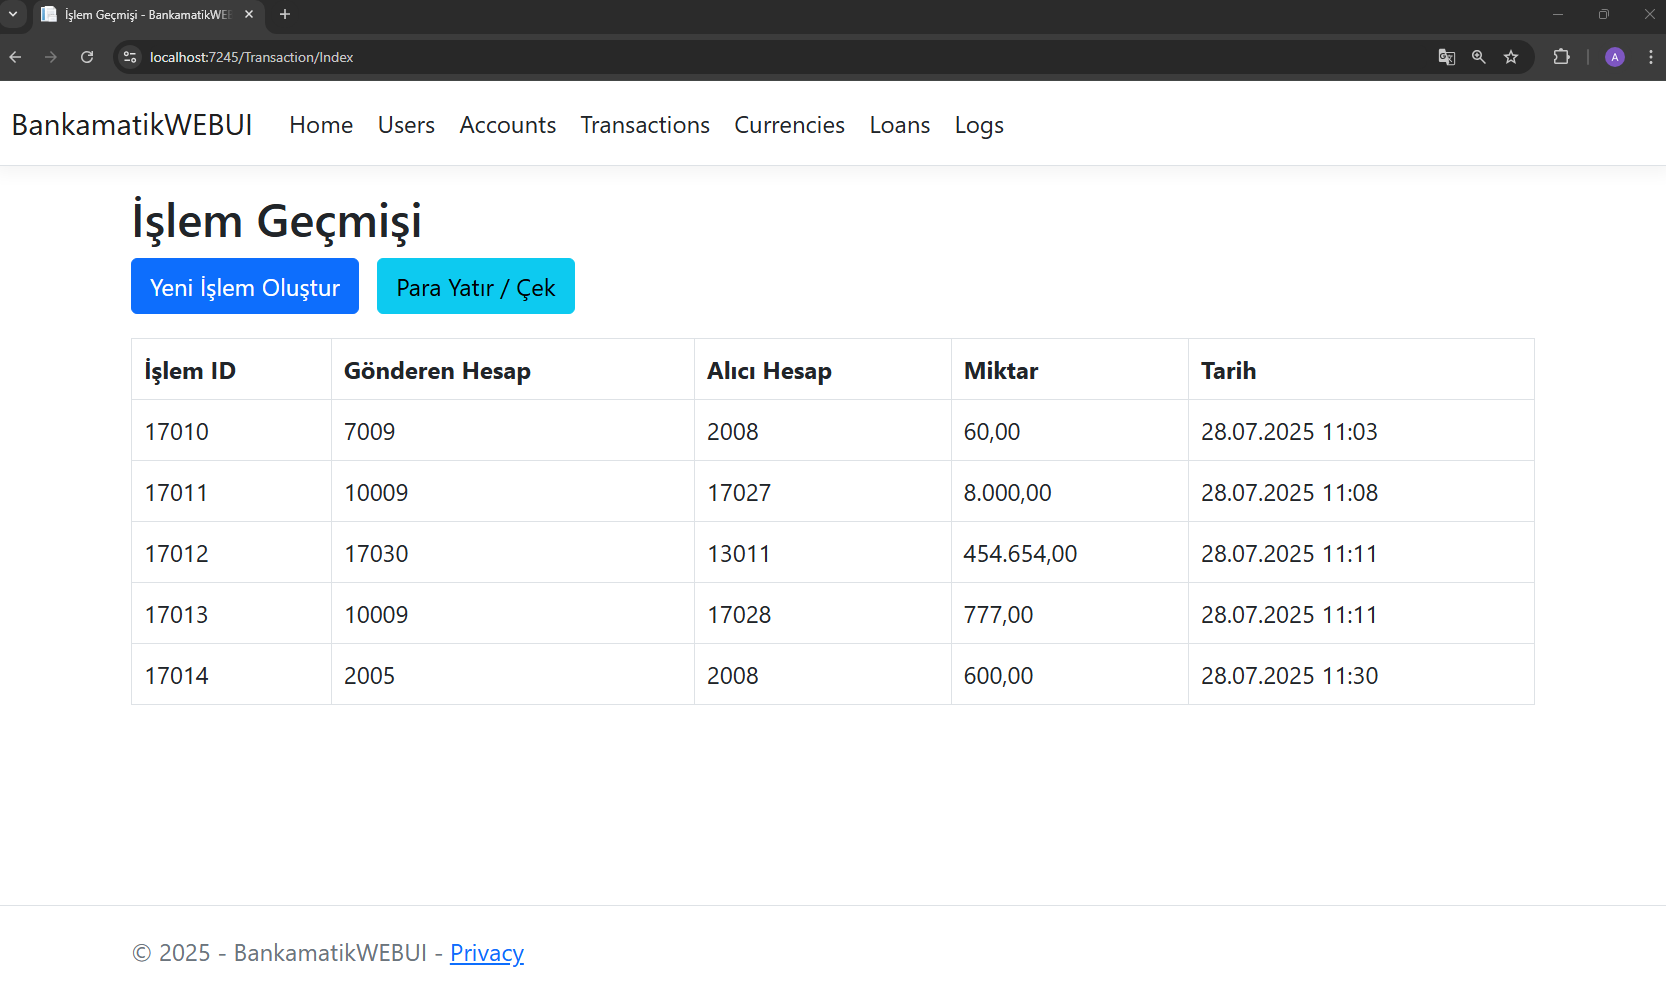 İşlem Geçmişi - BankamatikWEB
localhost:7245/Transaction/Index
A
BankamatikWEBUI Home Users Accounts Transactions Currencies Loans Logs
İşlem Geçmişi
Yeni İşlem Oluştur Para Yatır / Çek
İşlem ID Gönderen Hesap Alıcı Hesap Miktar Tarih
17010 7009 2008 60,00 28.07.2025 11:03
17011 10009 17027 8.000,00 28.07.2025 11:08
17012 17030 13011 454.654,00 28.07.2025 11:11
17013 10009 17028 777,00 28.07.2025 11:11
17014 2005 2008 600,00 28.07.2025 11:30
© 2025 - BankamatikWEBUI - Privacy